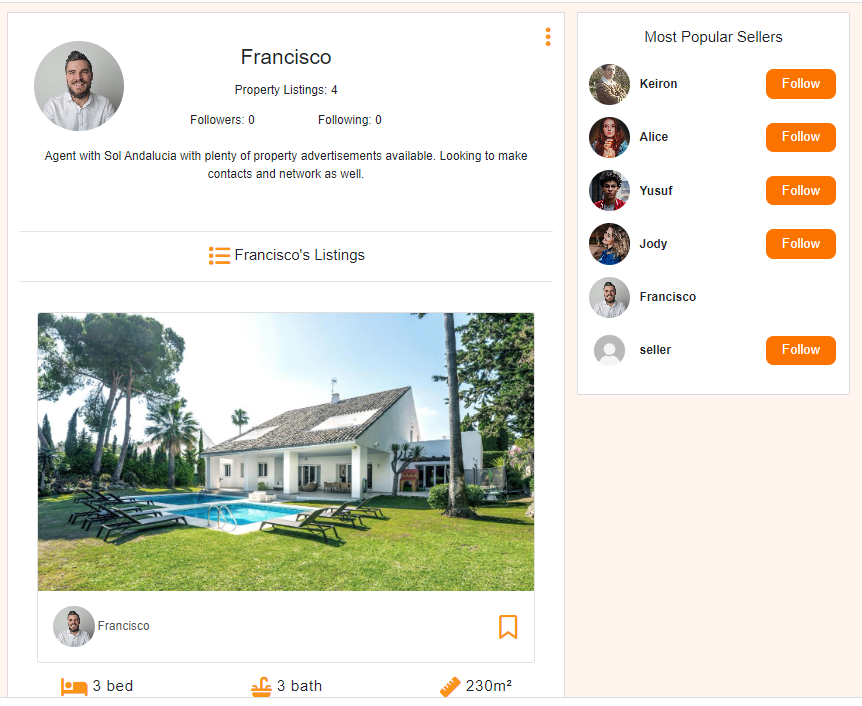 Francisco
Property Listings: 4
Followers: 0 Following: 0
Agent with Sol Andalucia with plenty of property advertisements available. Looking to make
contacts and network as well.
Francisco's Listings
Francisco
3 bed 3 bath 230m²
Most Popular Sellers
Keiron Follow
Alice Follow
Yusuf Follow
Jody Follow
Francisco
seller Follow